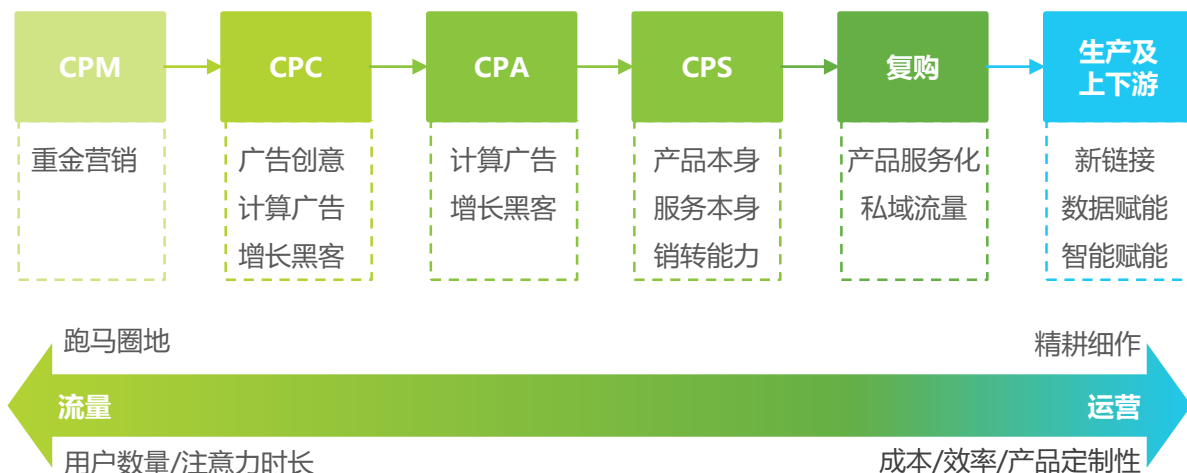 CPM
CPC
CPA
CPS
复购
生产及
上下游
重金营销
广告创意
计算广告
增长黑客
计算广告
增长黑客
产品本身
服务本身
销转能力
产品服务化
私域流量
新链接
数据赋能
智能赋能
跑马圈地
精耕细作
流量
运营
用户数量/注意力时长
成本/效率/产品定制性